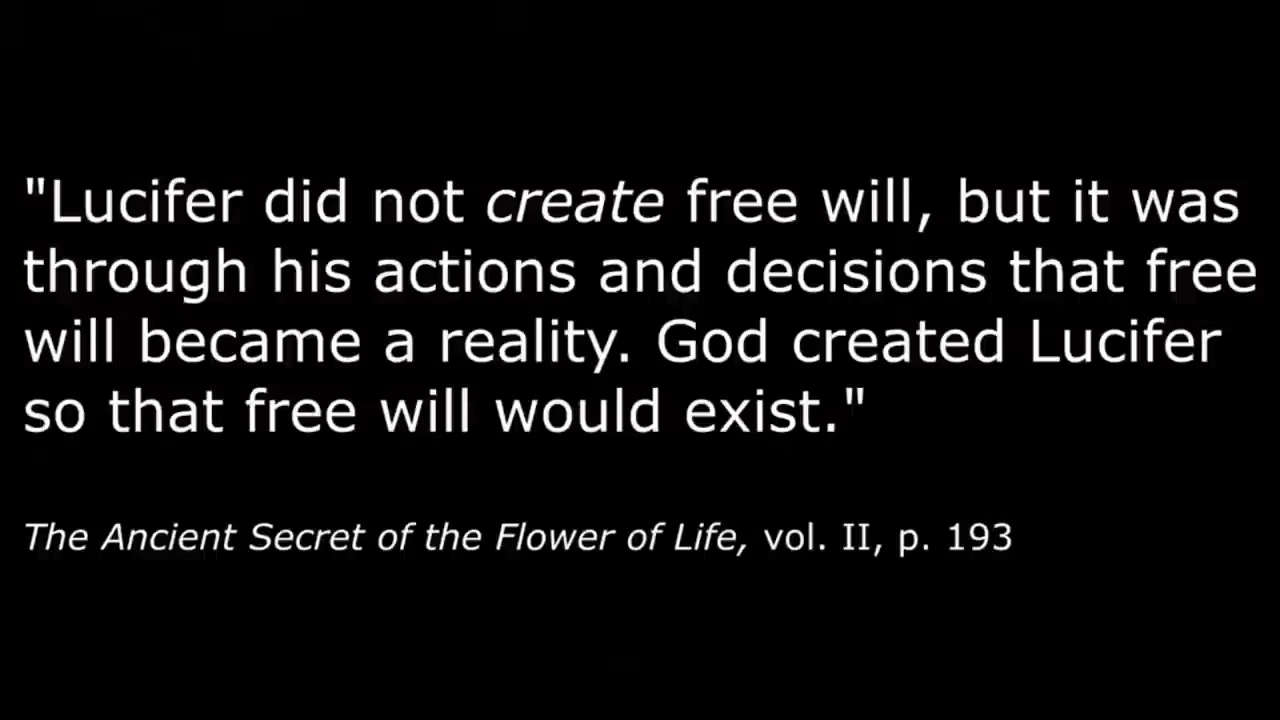 "Lucifer did not create free will, but it was
through his actions and decisions that free
will became a reality. God created Lucifer
so that free will would exist."
The Ancient Secret of the Flower of Life, vol. II, p. 193